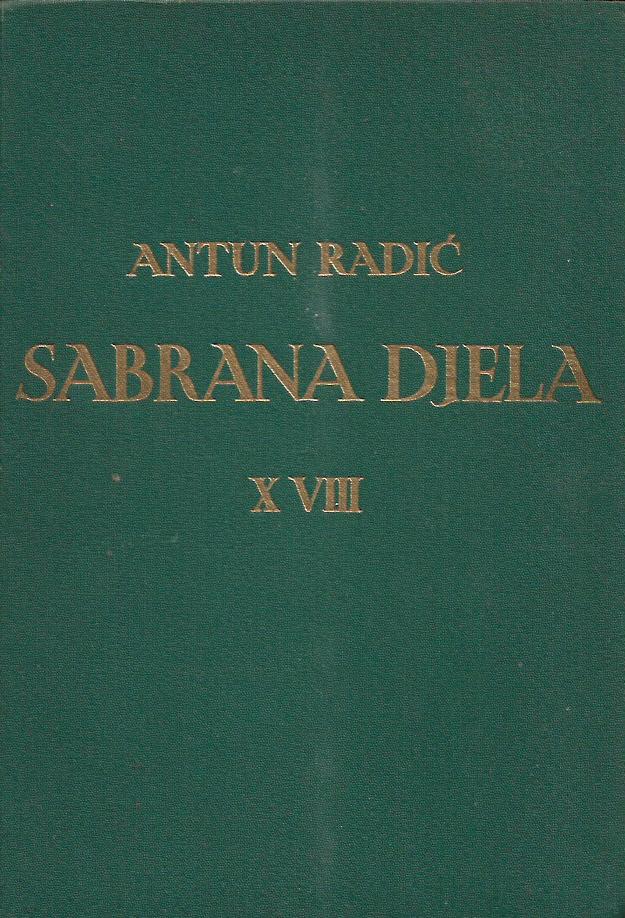 ANTUN RADIĆ
SABRANA DJELA
X VIII